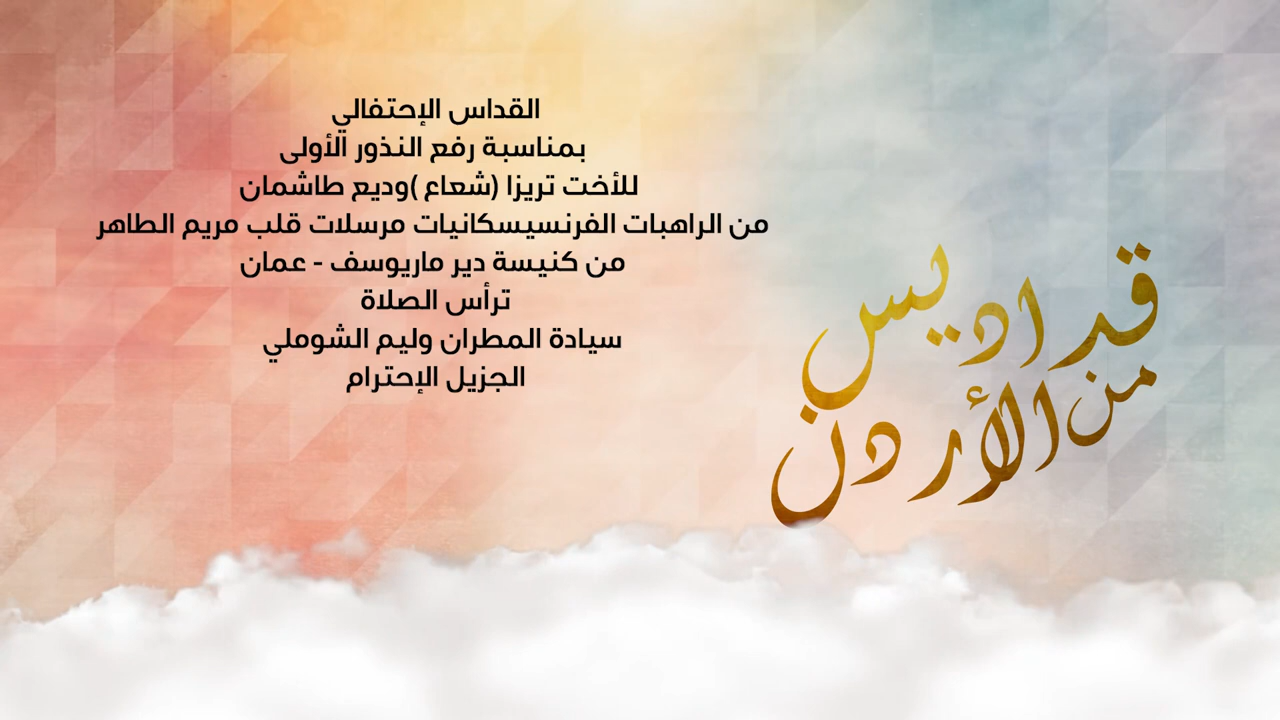 القداس الإحتفالي
بمناسبة رفع النذور الأولى
للأخت تريزا (شعاع )وديع طاشمان
من الراهبات الفرنسيسكانيات مرسلات قلب مريم الطاهر
من كنيسة دير ماريوسف - عمان
ترأس الصلاة
سيادة المطران وليم الشوملي
الجزيل الإحترام
قداديس
من الأردن